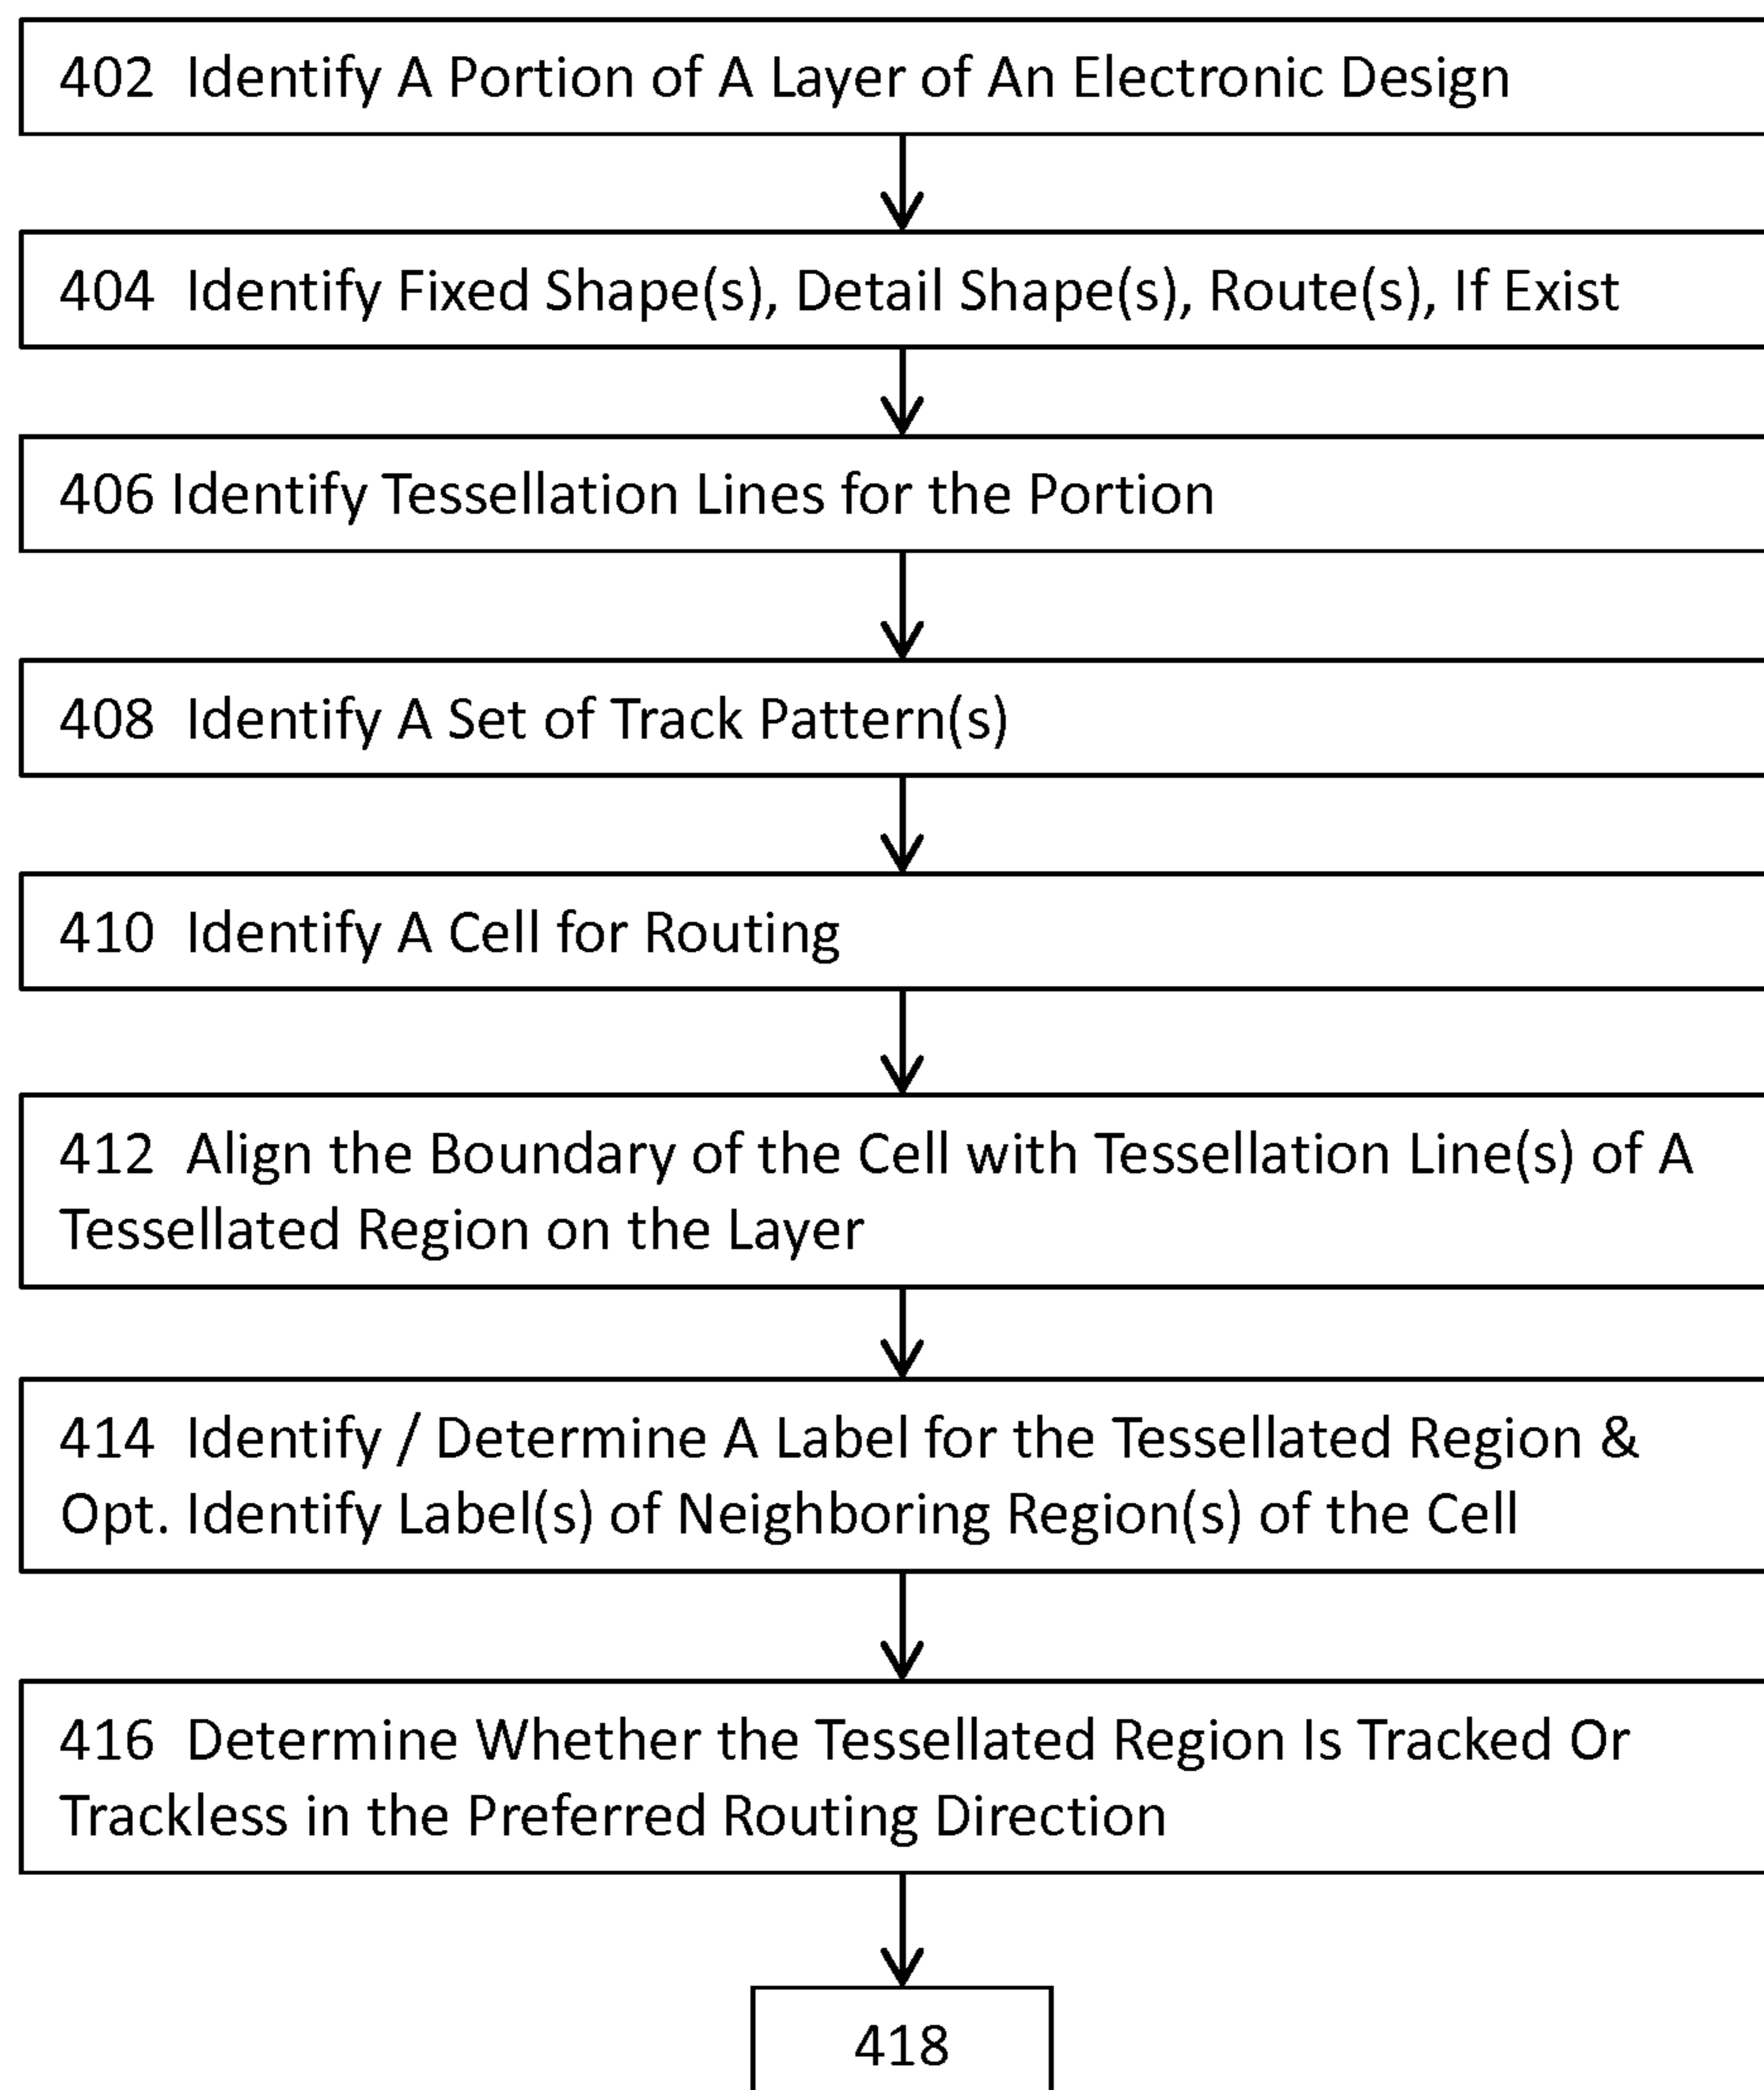 402 Identify A Portion of A Layer of An Electronic Design
404 Identify Fixed Shape(s), Detail Shape(s), Route(s), If Exist
406 Identify Tessellation Lines for the Portion
408 Identify A Set of Track Pattern(s)
410 Identify A Cell for Routing
412 Align the Boundary of the Cell with Tessellation Line(s) of A
Tessellated Region on the Layer
414 Identify / Determine A Label for the Tessellated Region &
Opt. Identify Label(s) of Neighboring Region(s) of the Cell
416 Determine Whether the Tessellated Region Is Tracked Or
Trackless in the Preferred Routing Direction
418